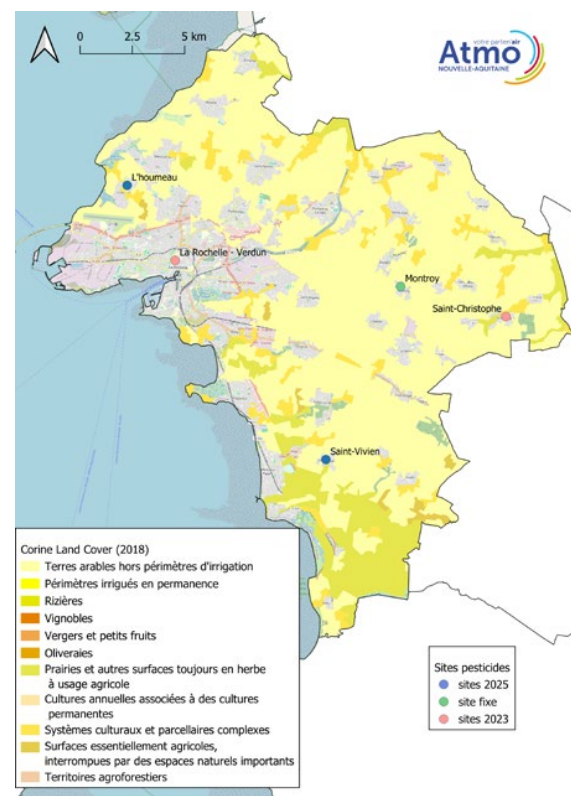 0 2.5 5 km
votre partenair
Atmo
NOUVELLE-AQUITAINE
L'houmeau
La Rochelle - Verdun
Montroy
Saint-Christophe
Saint-Vivien
Corine Land Cover (2018)
Terres arables hors périmètres d'irrigation
Périmètres irrigués en permanence
Rizières
Vignobles
Vergers et petits fruits
Oliveraies
Prairies et autres surfaces toujours en herbe
à usage agricole
Cultures annuelles associées à des cultures
permanentes
Systèmes culturaux et parcellaires complexes
Surfaces essentiellement agricoles,
interrompues par des espaces naturels importants
Territoires agroforestiers
Sites pesticides
sites 2025
site fixe
sites 2023